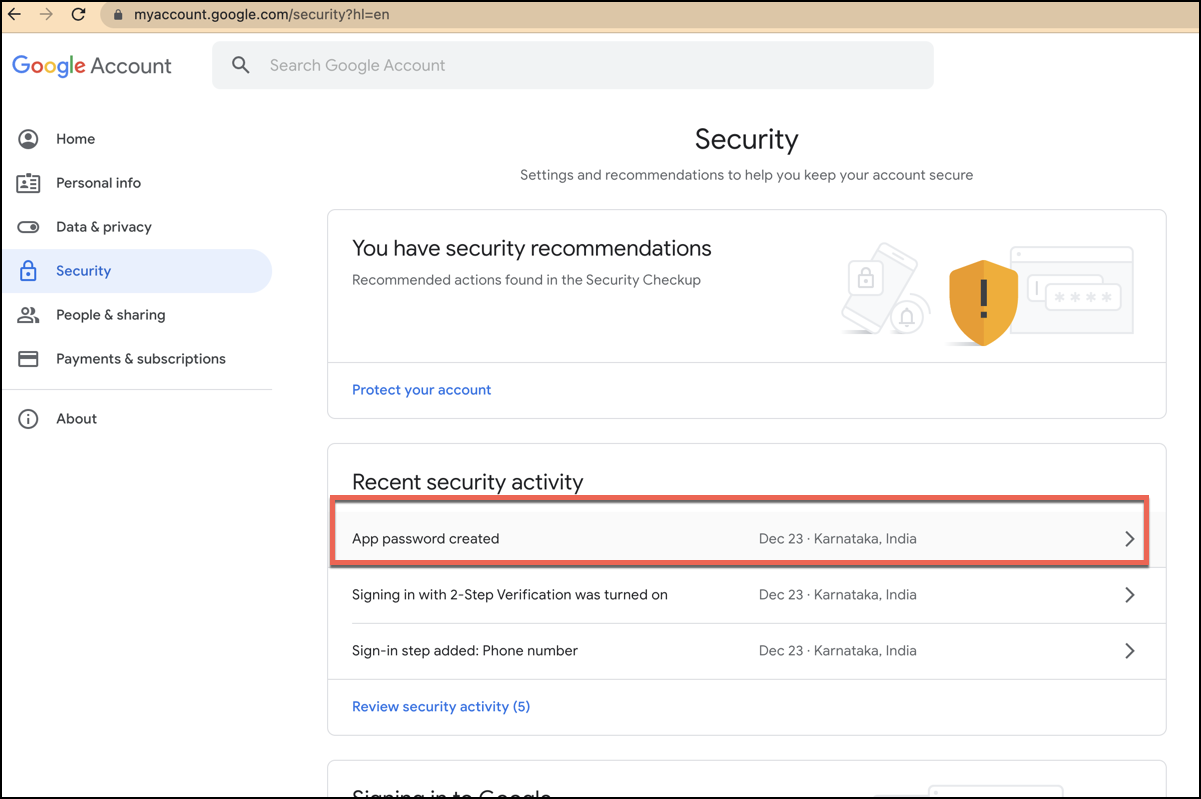 myaccount.google.com/security?hl=en
Google Account
Search Google Account
Home
Personal info
Data & privacy
Security
People & sharing
Payments & subscriptions
About
Security
Settings and recommendations to help you keep your account secure
You have security recommendations
Recommended actions found in the Security Checkup
****
Protect your account
Recent security activity
App password created Dec 23 · Karnataka, India
Signing in with 2-Step Verification was turned on Dec 23 · Karnataka, India
Sign-in step added: Phone number Dec 23 · Karnataka, India
Review security activity (5)
Signing in to Google